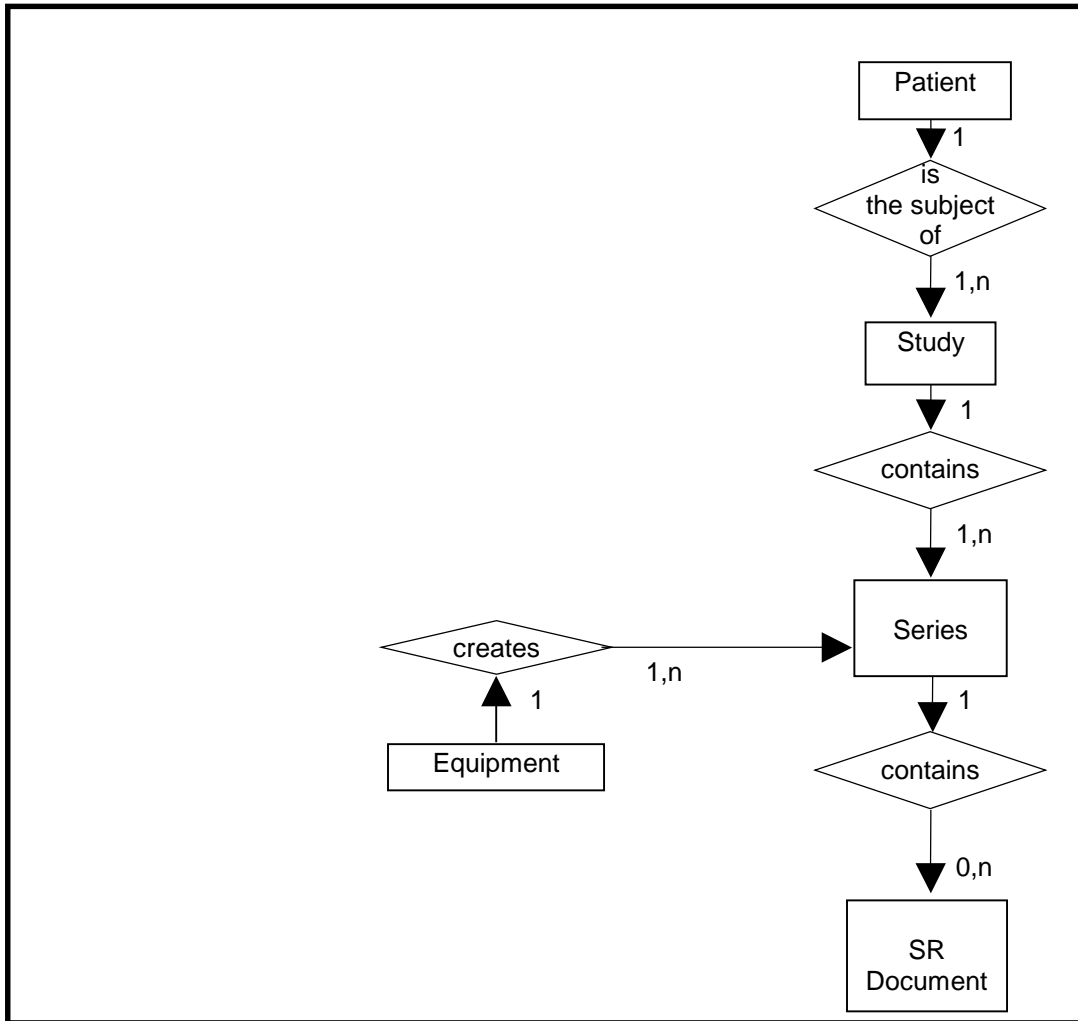 Patient
1
is
the subject
of
1,n
Study
1
contains
1,n
Series
creates
1,n
1
Equipment
1
contains
0,n
SR
Document